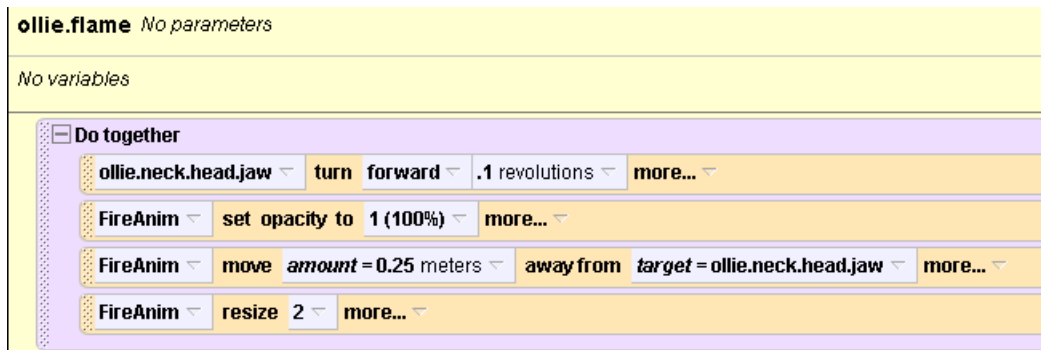 ollie.flame No parameters
No variables
Do together
ollie.neck.head.jaw turn forward .1 revolutions more...
FireAnim set opacity to 1 (100%) more...
FireAnim move amount = 0.25 meters away from target = ollie.neck.head.jaw more...
FireAnim resize 2 more...